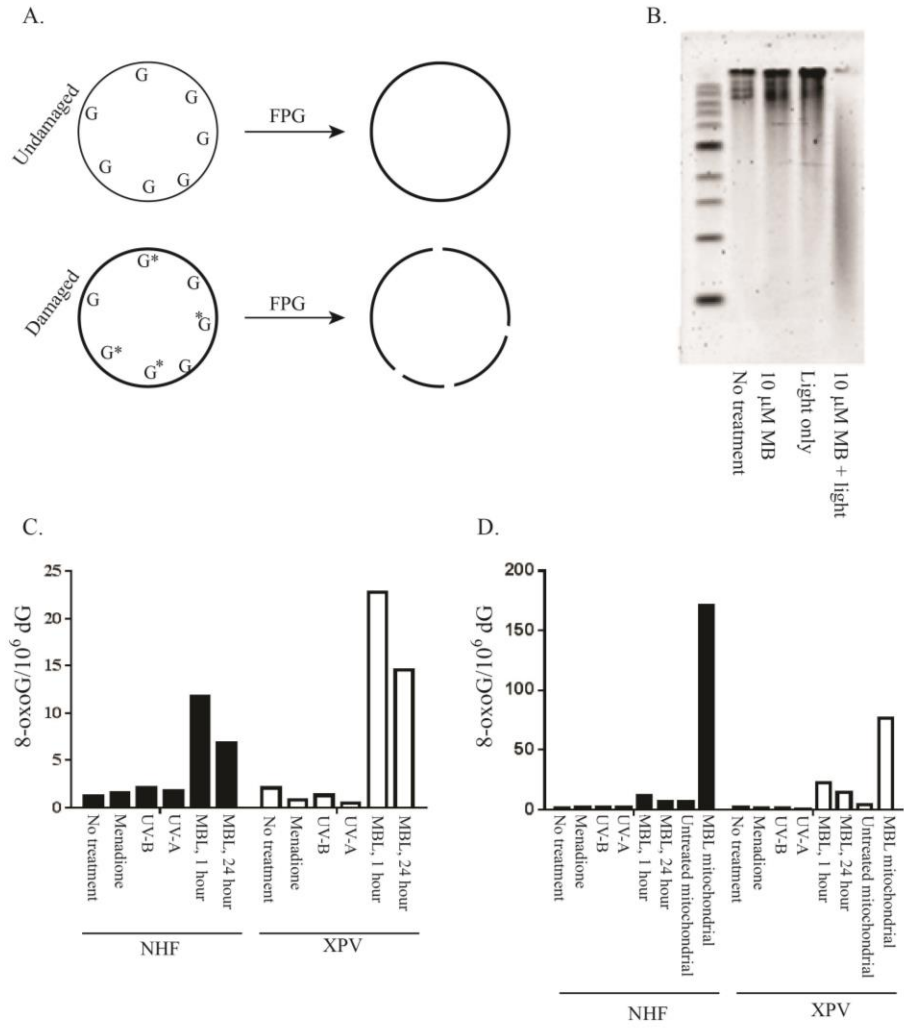 A.
Undamaged
G
G
G
G
G
G
G
FPG
Damaged
G*
G
G
*G
G*
G*
G
FPG
B.
No treatment
10 μM MB
Light only
10 μM MB + light
C.
8-oxoG/10⁶ dG
25
20
15
10
5
0
No treatment
Menadione
UV-B
UV-A
MBL, 1 hour
MBL, 24 hour
No treatment
Menadione
UV-B
UV-A
MBL, 1 hour
MBL, 24 hour
NHF
XPV
D.
8-oxoG/10⁶ dG
200
150
100
50
0
No treatment
Menadione
UV-B
UV-A
MBL, 1 hour
MBL, 24 hour
Untreated mitochondrial
MBL mitochondrial
No treatment
Menadione
UV-B
UV-A
MBL, 1 hour
MBL, 24 hour
Untreated mitochondrial
MBL mitochondrial
NHF
XPV